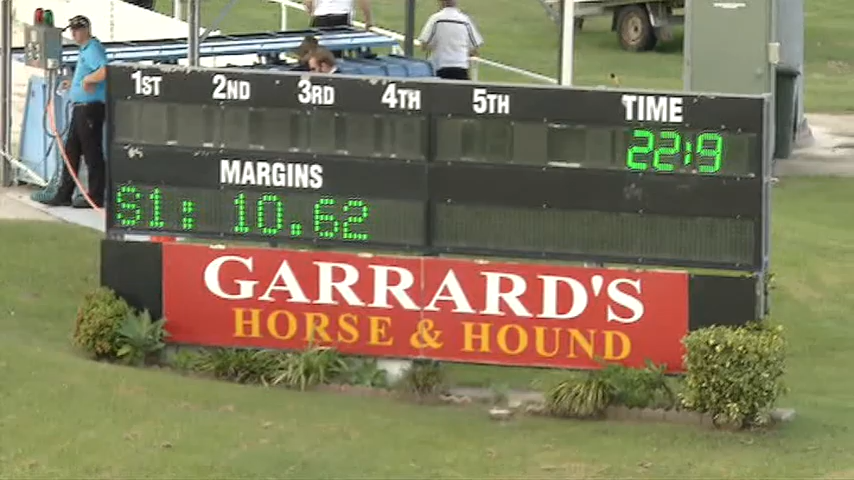 1ST 2ND 3RD 4TH 5TH TIME
22:9
MARGINS
S1: 10.62
GARRARD'S
HORSE & HOUND